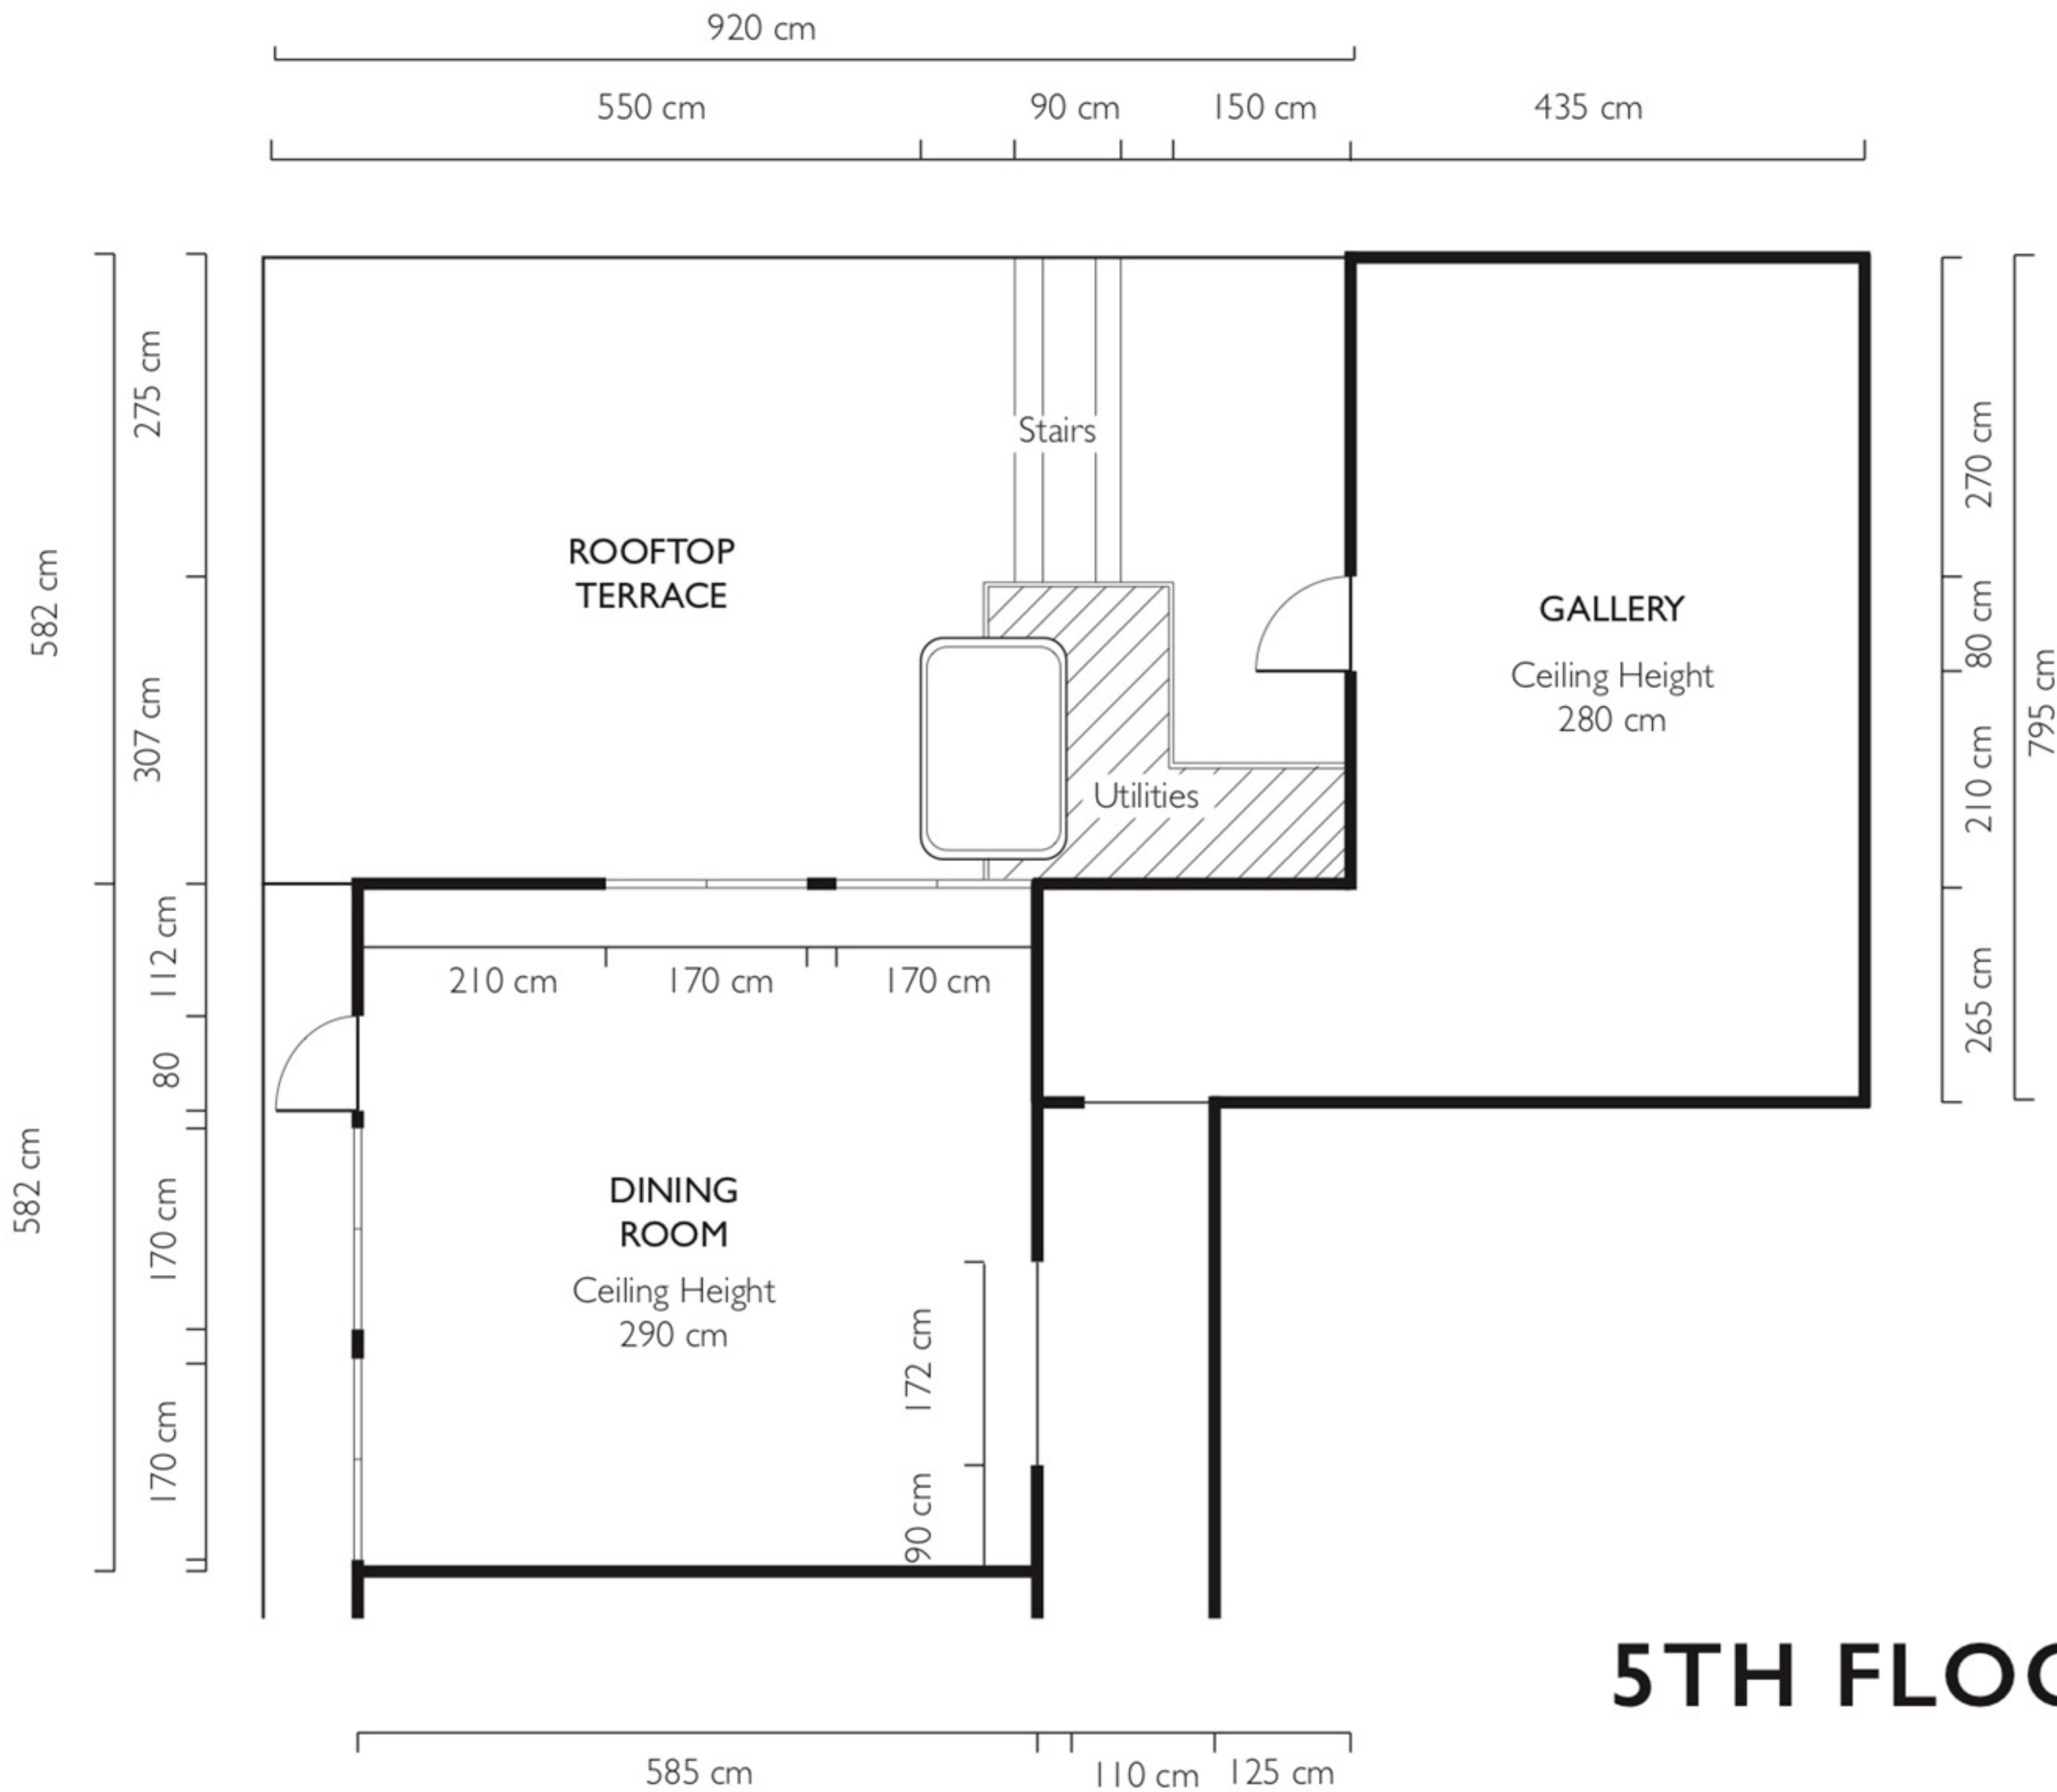 920 cm
550 cm
90 cm
150 cm
435 cm
275 cm
270 cm
Stairs
ROOFTOP
TERRACE
582 cm
GALLERY
Ceiling Height
280 cm
80 cm
795 cm
307 cm
210 cm
Utilities
112 cm
210 cm
170 cm
170 cm
265 cm
80
DINING
ROOM
Ceiling Height
290 cm
582 cm
170 cm
172 cm
170 cm
90 cm
5TH FLOO
585 cm
110 cm
125 cm